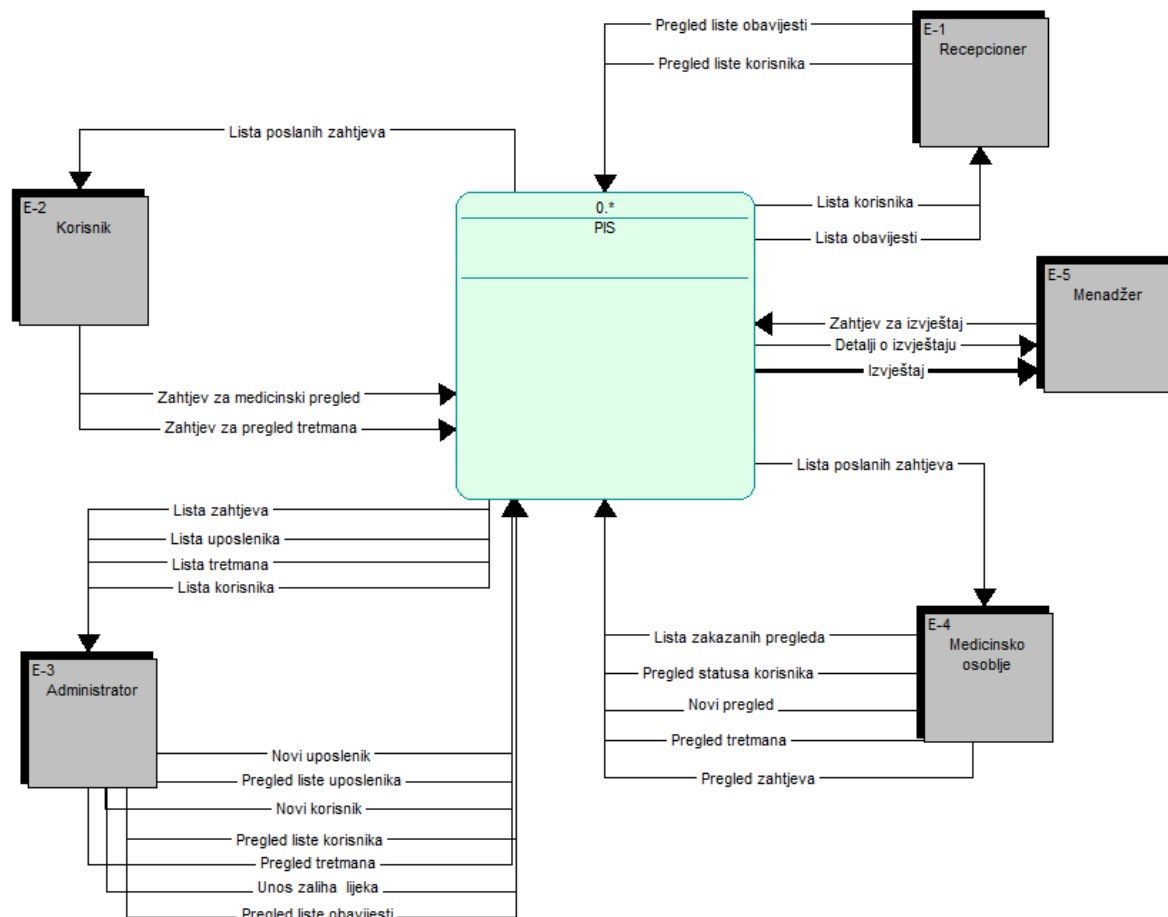 Pregled liste obavijesti
E-1
Recepcioner
Pregled liste korisnika
Lista poslanih zahtjeva
E-2
Korisnik
0.*
PIS
Lista korisnika
Lista obavijesti
E-5
Menadžer
Zahtjev za izvještaj
Detalji o izvještaju
Izvještaj
Zahtjev za medicinski pregled
Zahtjev za pregled tretmana
Lista poslanih zahtjeva
Lista zahtjeva
Lista uposlenika
Lista tretmana
Lista korisnika
E-4
Medicinsko
osoblje
Lista zakazanih pregleda
Pregled statusa korisnika
Novi pregled
Pregled tretmana
Pregled zahtjeva
E-3
Administrator
Novi uposlenik
Pregled liste uposlenika
Novi korisnik
Pregled liste korisnika
Pregled tretmana
Unos zaliha lijeka
Pregled liste obavijesti